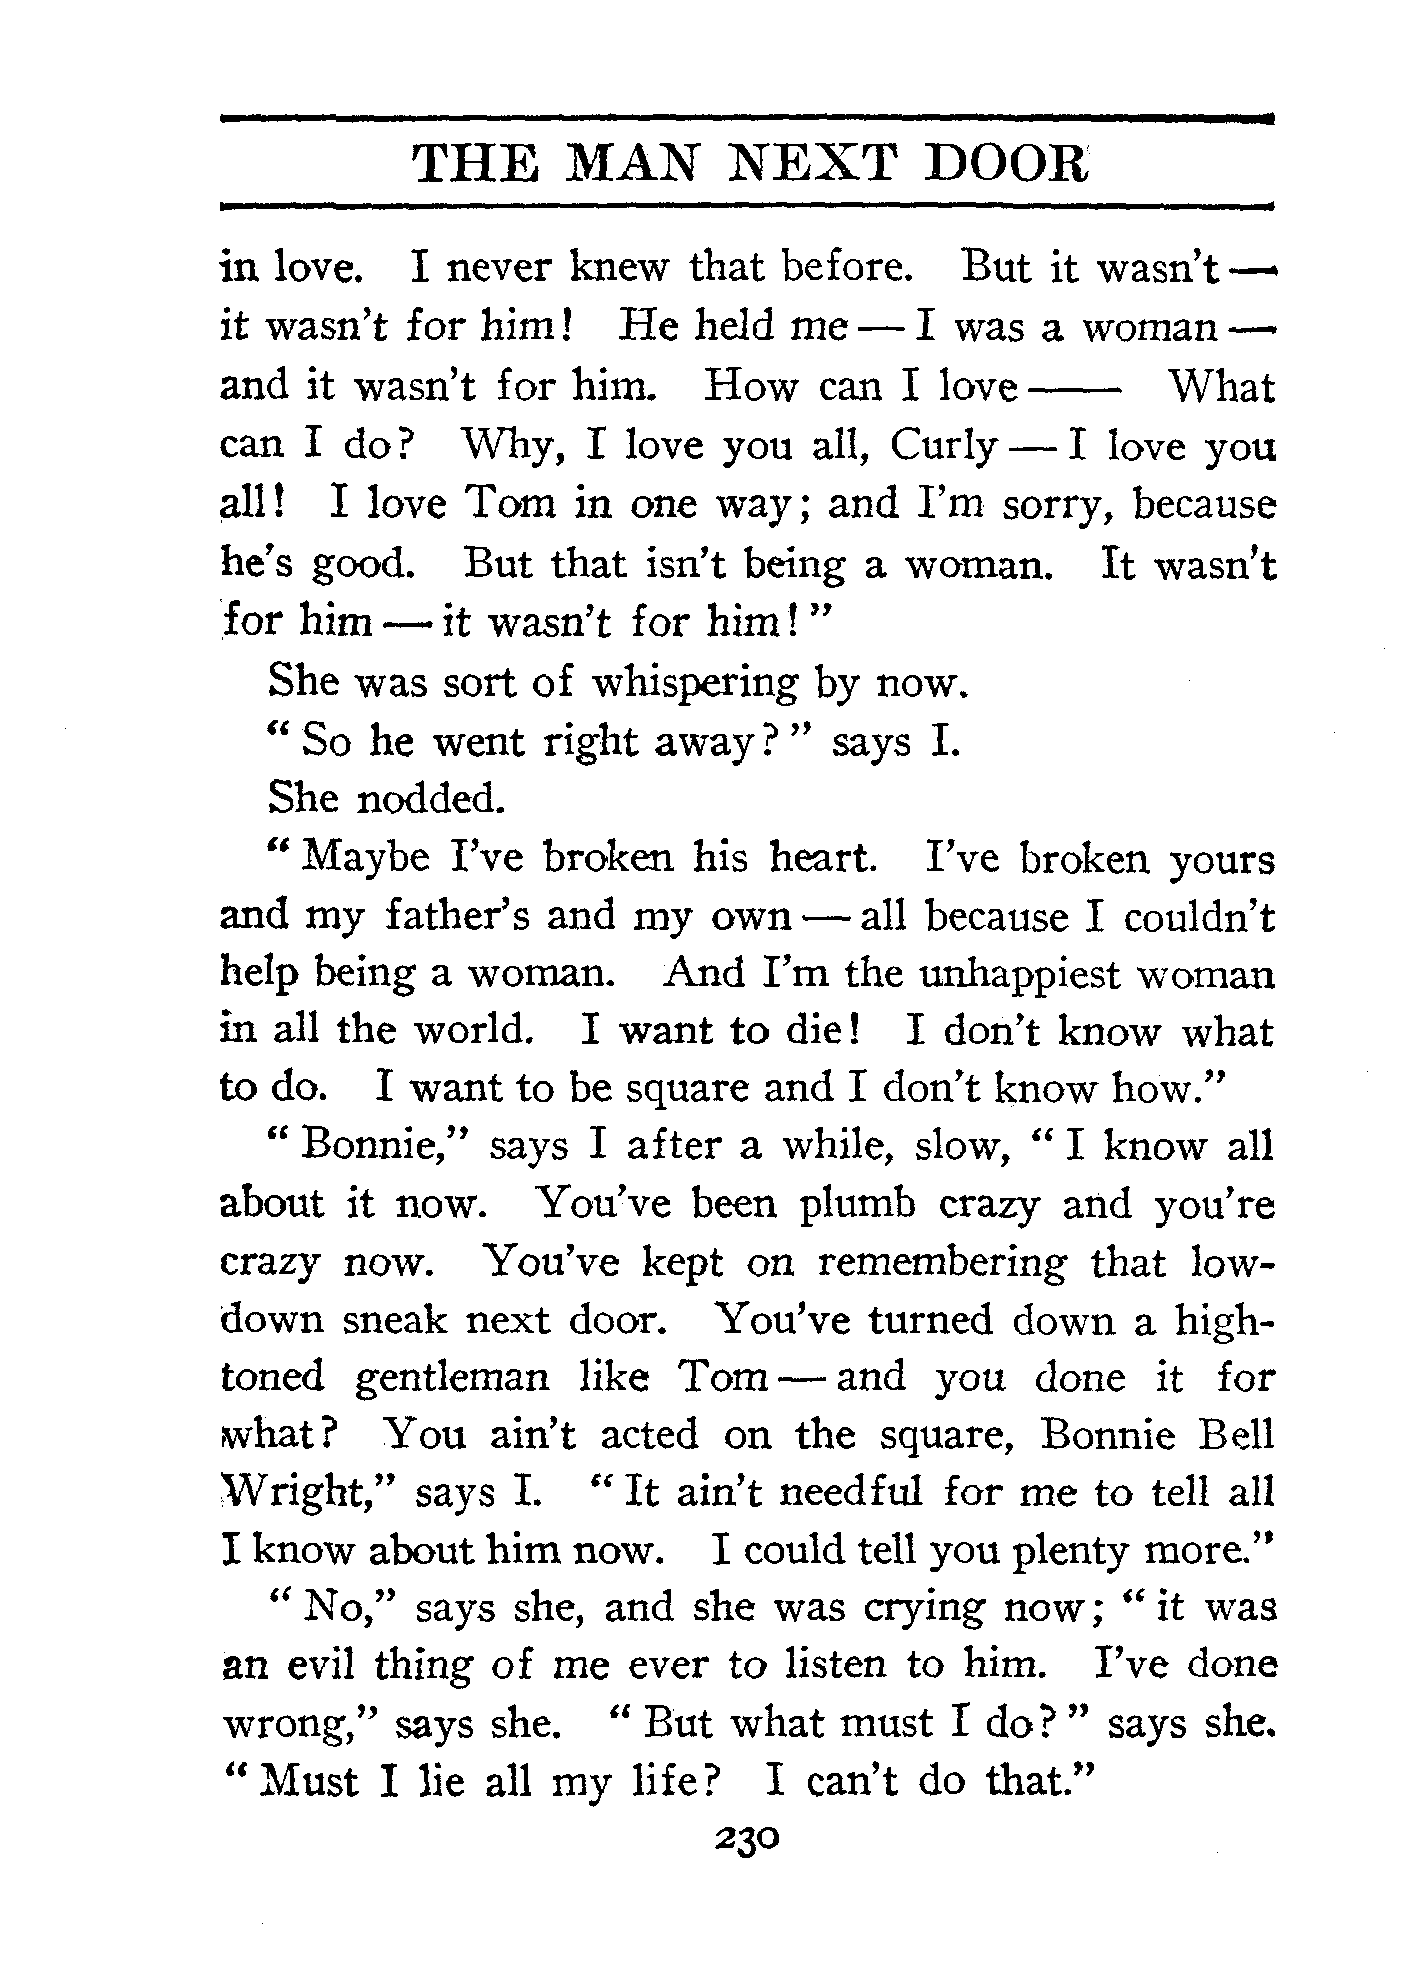 THE MAN NEXT DOOR
in love. I never knew that before. But it wasn't —
it wasn't for him! He held me — I was a woman —
and it wasn't for him. How can I love —— What
can I do? Why, I love you all, Curly — I love you
all! I love Tom in one way; and I'm sorry, because
he's good. But that isn't being a woman. It wasn't
for him — it wasn't for him!"
She was sort of whispering by now.
"So he went right away?" says I.
She nodded.
"Maybe I've broken his heart. I've broken yours
and my father's and my own — all because I couldn't
help being a woman. And I'm the unhappiest woman
in all the world. I want to die! I don't know what
to do. I want to be square and I don't know how."
"Bonnie," says I after a while, slow, "I know all
about it now. You've been plumb crazy and you're
crazy now. You've kept on remembering that low-
down sneak next door. You've turned down a high-
toned gentleman like Tom — and you done it for
what? You ain't acted on the square, Bonnie Bell
Wright," says I. "It ain't needful for me to tell all
I know about him now. I could tell you plenty more."
"No," says she, and she was crying now; "it was
an evil thing of me ever to listen to him. I've done
wrong," says she. "But what must I do?" says she.
"Must I lie all my life? I can't do that."
230